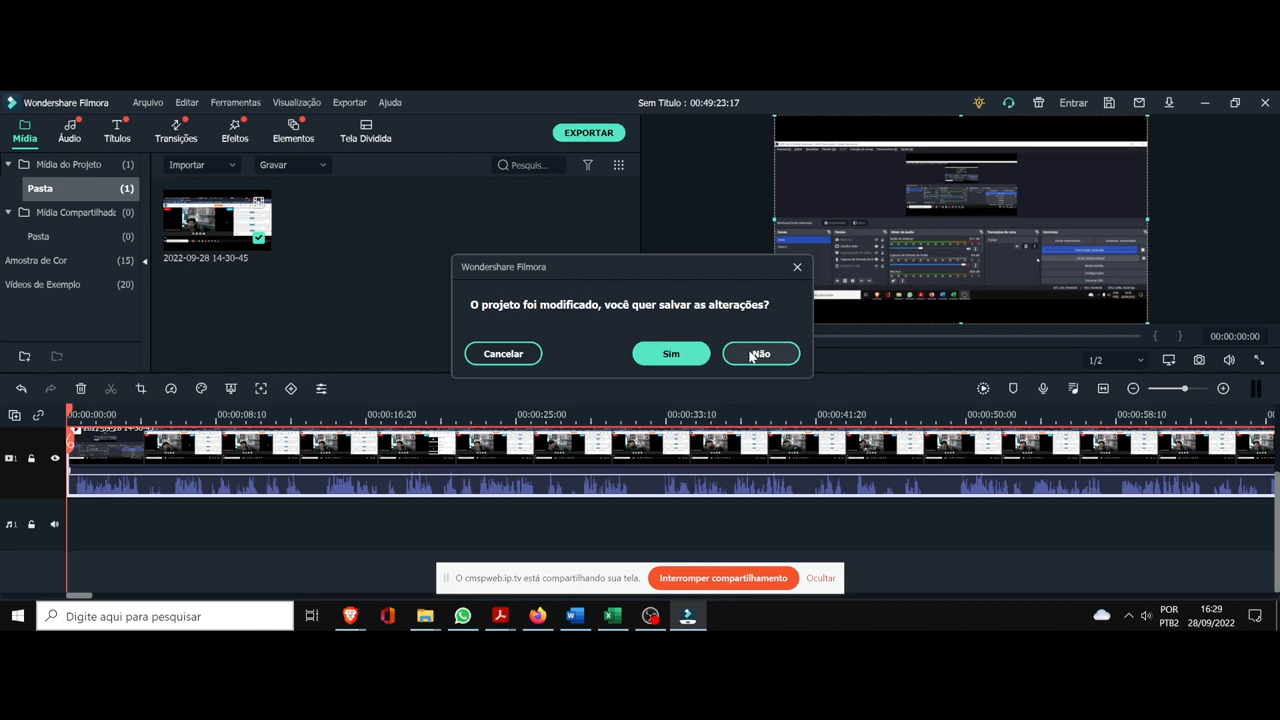 Wondershare Filmora Arquivo Editar Ferramentas Visualização Exportar Ajuda Sem Titulo : 00:49:23:17 Entrar
Mídia Áudio Títulos Transições Efeitos Elementos Tela Dividida EXPORTAR
Mídia do Projeto (1)
Importar Gravar Pesquis...
Pasta (1)
Mídia Compartilhadc (0)
Pasta (0)
2022-09-28 14-30-45
Amostra de Cor (15)
Vídeos de Exemplo (20)
Wondershare Filmora
O projeto foi modificado, você quer salvar as alterações?
Cancelar Sim Não
00:00:00:00
1/2
00:00:00:00 00:00:08:10 00:00:16:20 00:00:25:00 00:00:33:10 00:00:41:20 00:00:50:00 00:00:58:10
1
1
O cmspweb.ip.tv está compartilhando sua tela. Interromper compartilhamento Ocultar
Digite aqui para pesquisar
POR 16:29
PTB2 28/09/2022